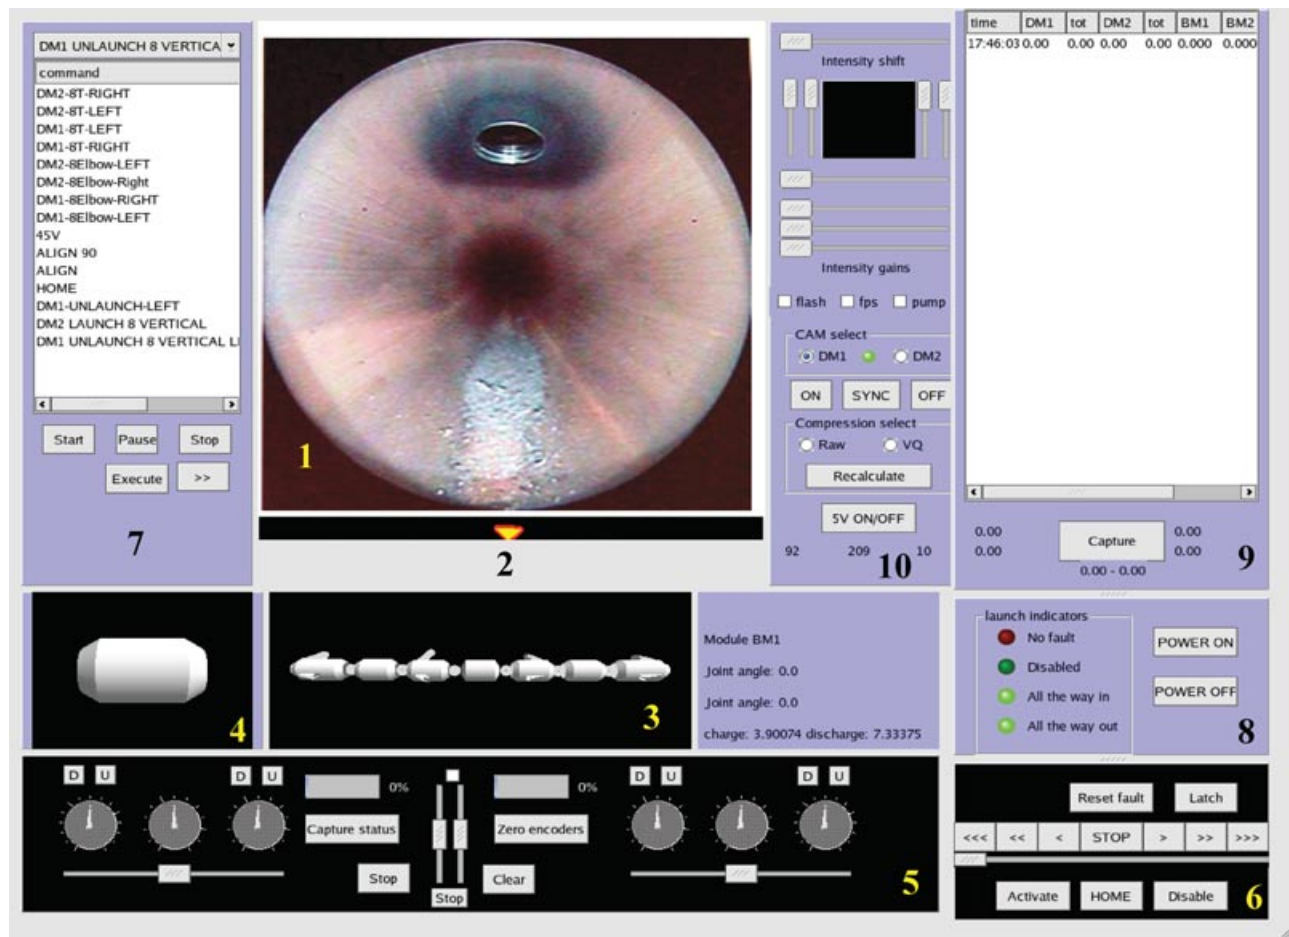 DM1 UNLAUNCH 8 VERTICA
command
DM2-8T-RIGHT
DM2-8T-LEFT
DM1-8T-LEFT
DM1-8T-RIGHT
DM2-8Elbow-LEFT
DM2-8Elbow-Right
DM1-8Elbow-RIGHT
DM1-8Elbow-LEFT
45V
ALIGN 90
ALIGN
HOME
DM1-UNLAUNCH-LEFT
DM2 LAUNCH 8 VERTICAL
DM1 UNLAUNCH 8 VERTICAL LI
Start Pause Stop
Execute >>
7
1
2
Intensity shift
Intensity gains
flash fps pump
CAM select
DM1 DM2
ON SYNC OFF
Compression select
Raw VQ
Recalculate
5V ON/OFF
92 209 10
10
time DM1 tot DM2 tot BM1 BM2
17:46:03 0.00 0.00 0.00 0.00 0.000 0.000
0.00 Capture 0.00
0.00 0.00
0.00 - 0.00
9
4
3
Module BM1
Joint angle: 0.0
Joint angle: 0.0
charge: 3.90074 discharge: 7.33375
launch indicators
No fault
Disabled
All the way in
All the way out
POWER ON
POWER OFF
8
D U D U 0% 0% D U D U
Capture status Zero encoders
Stop Clear
Stop
5
Reset fault Latch
<<< << < STOP > >> >>>
Activate HOME Disable
6